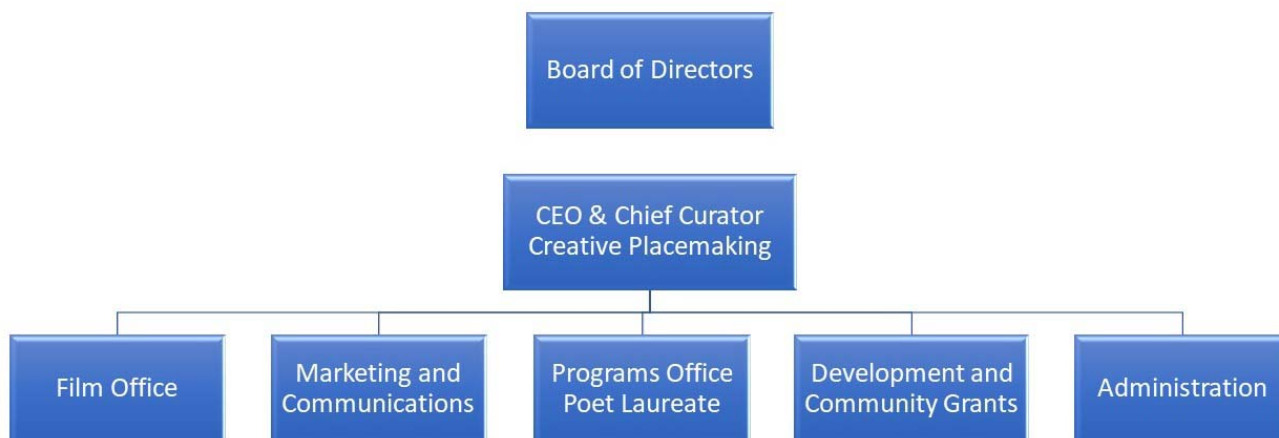 Board of Directors
CEO & Chief Curator
Creative Placemaking
Film Office
Marketing and
Communications
Programs Office
Poet Laureate
Development and
Community Grants
Administration